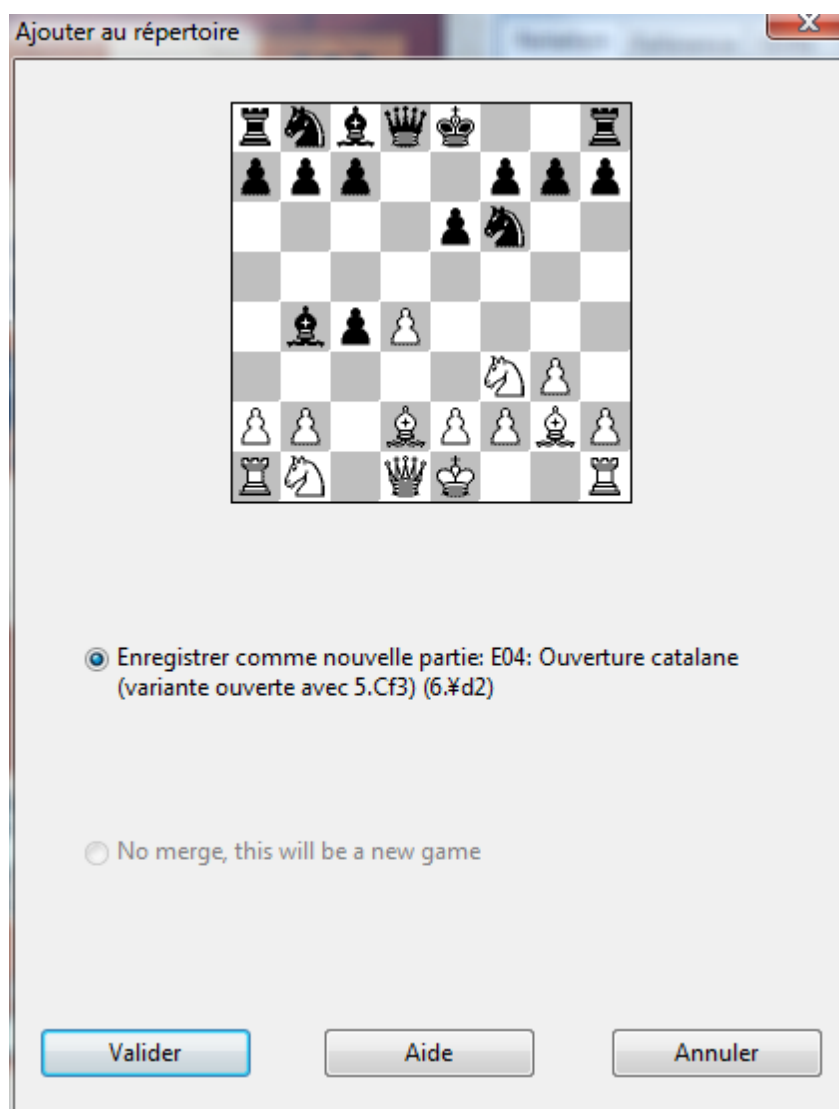 Ajouter au répertoire
Enregistrer comme nouvelle partie: E04: Ouverture catalane
(variante ouverte avec 5.Cf3) (6.¥d2)
No merge, this will be a new game
Valider
Aide
Annuler